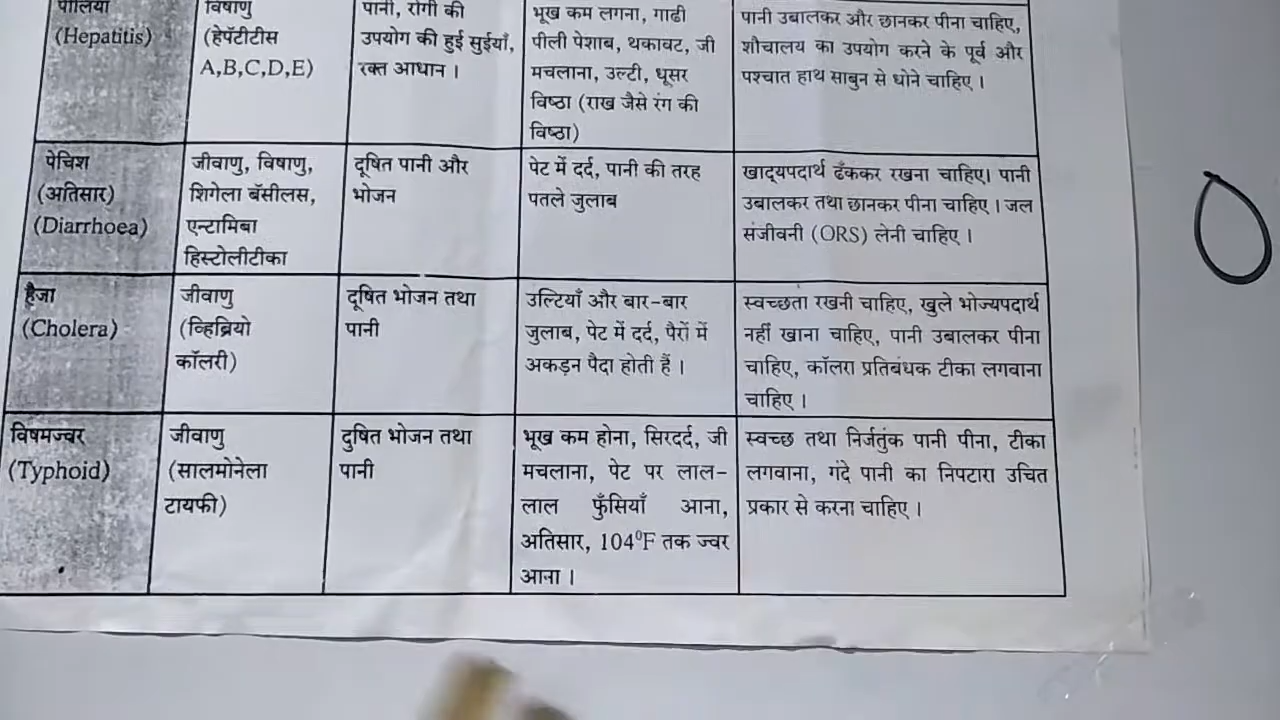 पीलिया
(Hepatitis)
विषाणु
(हेपॅटीटीस
A,B,C,D,E)
पानी, रोगी की
उपयोग की हुई सुईयाँ,
रक्त आधान ।
भूख कम लगना, गाढी
पीली पेशाब, थकावट, जी
मचलाना, उल्टी, धूसर
विष्ठा (राख जैसे रंग की
विष्ठा)
पानी उबालकर और छानकर पीना चाहिए,
शौचालय का उपयोग करने के पूर्व और
पश्चात हाथ साबुन से धोने चाहिए ।
पेचिश
(अतिसार)
(Diarrhoea)
जीवाणु, विषाणु,
शिगेला बॅसीलस,
एन्टामिबा
हिस्टोलीटीका
दूषित पानी और
भोजन
पेट में दर्द, पानी की तरह
पतले जुलाब
खाद्यपदार्थ ढँककर रखना चाहिए। पानी
उबालकर तथा छानकर पीना चाहिए । जल
संजीवनी (ORS) लेनी चाहिए ।
हैजा
(Cholera)
जीवाणु
(व्हिब्रियो
कॉलरी)
दूषित भोजन तथा
पानी
उल्टियाँ और बार-बार
जुलाब, पेट में दर्द, पैरों में
अकड़न पैदा होती हैं ।
स्वच्छता रखनी चाहिए, खुले भोज्यपदार्थ
नहीं खाना चाहिए, पानी उबालकर पीना
चाहिए, कॉलरा प्रतिबंधक टीका लगवाना
चाहिए ।
विषमज्वर
(Typhoid)
जीवाणु
(सालमोनेला
टायफी)
दुषित भोजन तथा
पानी
भूख कम होना, सिरदर्द, जी
मचलाना, पेट पर लाल-
लाल फुँसियाँ आना,
अतिसार, 104⁰F तक ज्वर
आना ।
स्वच्छ तथा निर्जतुंक पानी पीना, टीका
लगवाना, गंदे पानी का निपटारा उचित
प्रकार से करना चाहिए ।